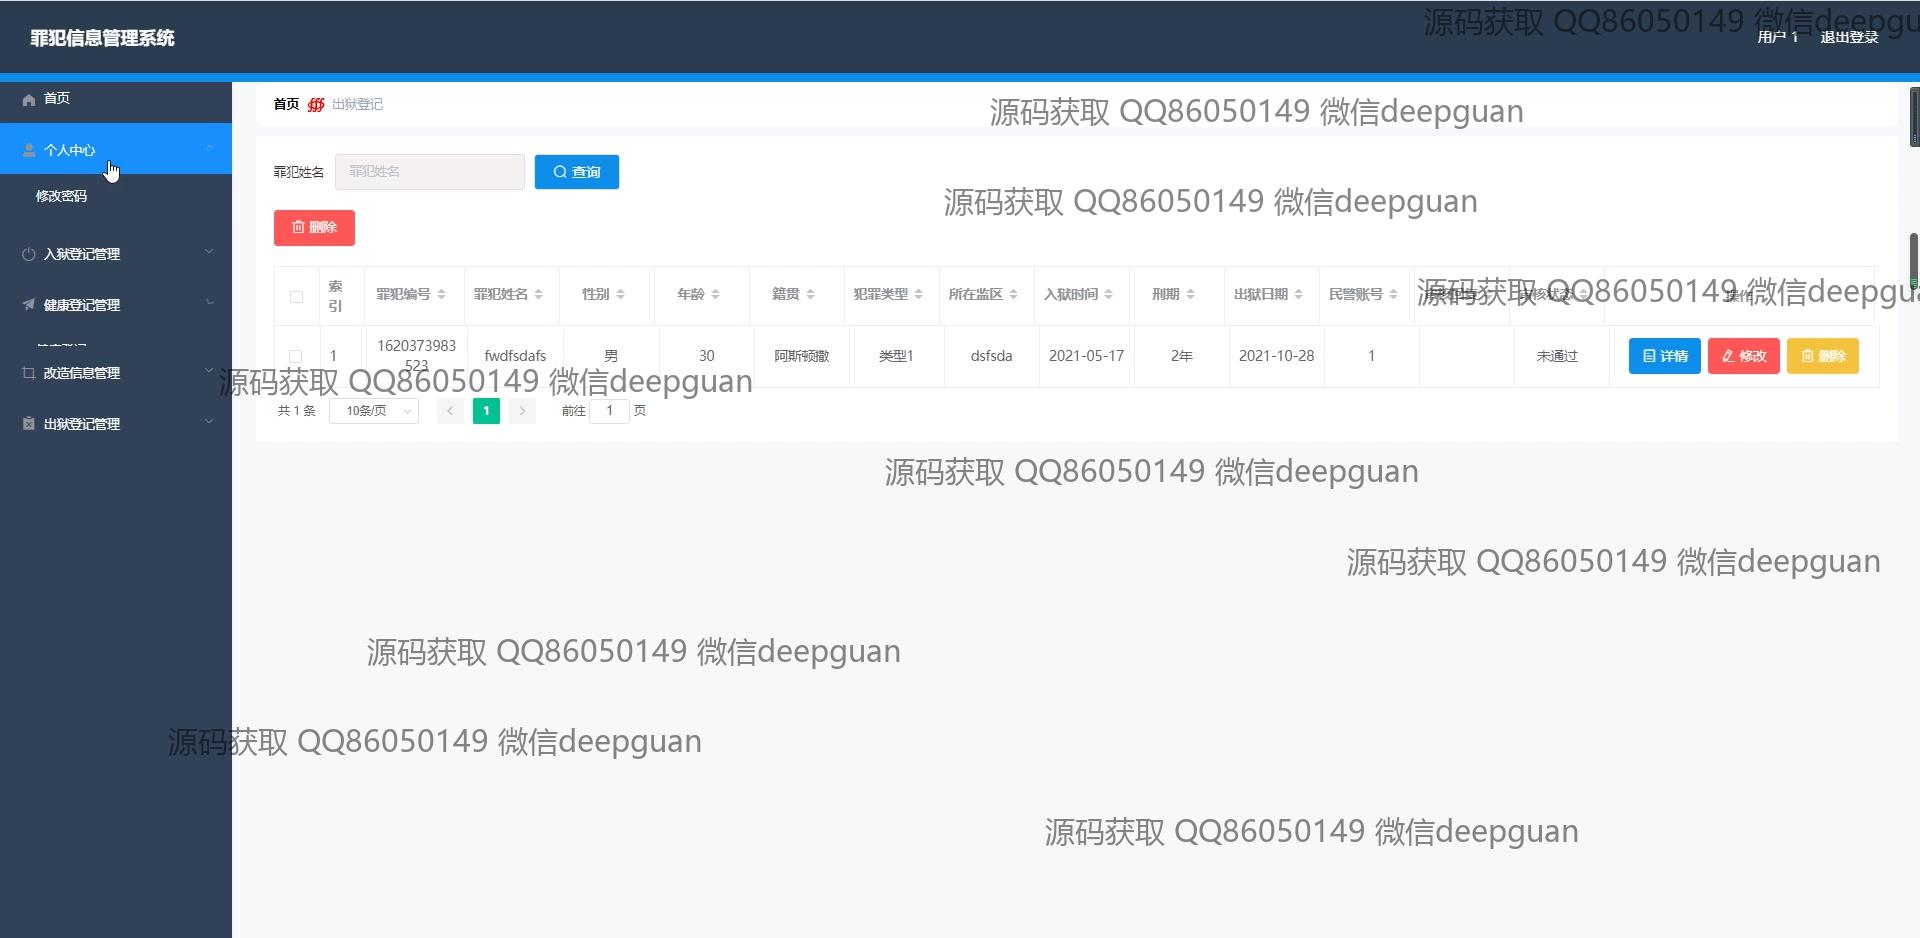 罪犯信息管理系统
源码获取 QQ86050149 微信deepgu
用户 1 退出登录
首页
个人中心
修改密码
入狱登记管理
健康登记管理
改造信息管理
出狱登记管理
首页 出狱登记
源码获取 QQ86050149 微信deepguan
罪犯姓名 罪犯姓名 查询
源码获取 QQ86050149 微信deepguan
删除
索引 罪犯编号 罪犯姓名 性别 年龄 籍贯 犯罪类型 所在监区 入狱时间 刑期 出狱日期 民警账号 审核状态 操作
源码获取 QQ86050149 微信deepgua
1 1620373983523 fwdfsdafs 男 30 阿斯顿撒 类型1 dsfsda 2021-05-17 2年 2021-10-28 1 未通过 详情 修改 删除
源码获取 QQ86050149 微信deepguan
共 1 条 10条/页 1 前往 1 页
源码获取 QQ86050149 微信deepguan
源码获取 QQ86050149 微信deepguan
源码获取 QQ86050149 微信deepguan
源码获取 QQ86050149 微信deepguan
源码获取 QQ86050149 微信deepguan